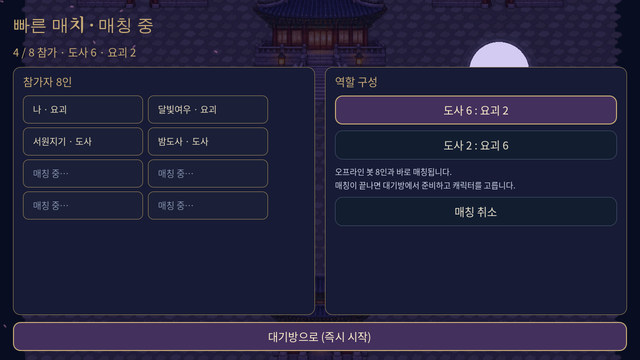 빠른 매치 · 매칭 중
4 / 8 참가 · 도사 6 · 요괴 2
참가자 8인
나 · 요괴
달빛여우 · 요괴
서원지기 · 도사
밤도사 · 도사
매칭 중…
매칭 중…
매칭 중…
매칭 중…
역할 구성
도사 6 : 요괴 2
도사 2 : 요괴 6
오프라인 봇 8인과 바로 매칭됩니다.
매칭이 끝나면 대기방에서 준비하고 캐릭터를 고릅니다.
매칭 취소
대기방으로 (즉시 시작)